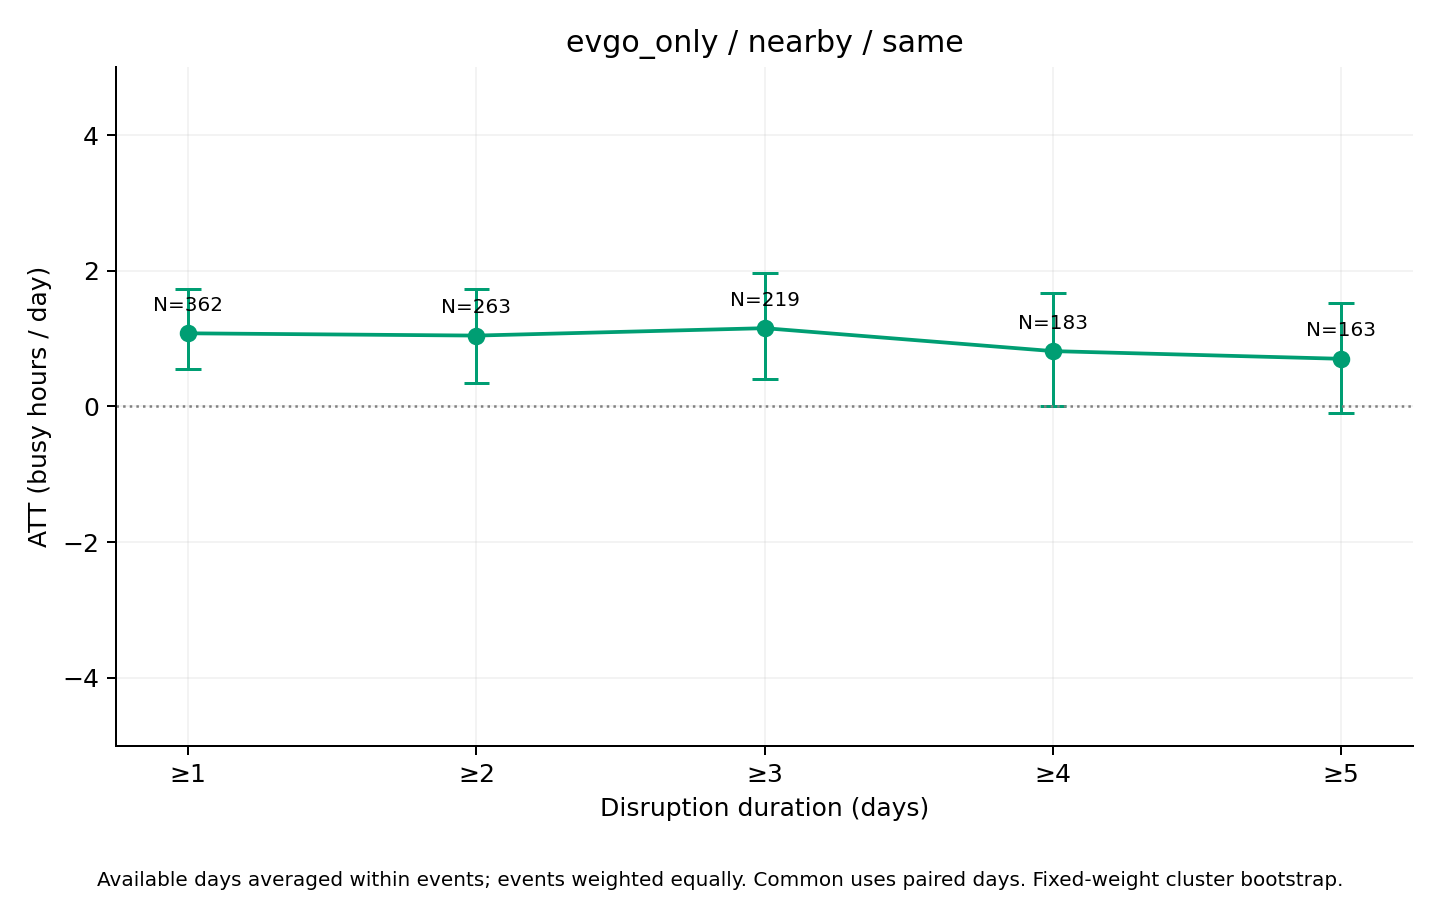 evgo_only / nearby / same
ATT (busy hours / day)
4
2
0
−2
−4
N=362
N=263
N=219
N=183
N=163
≥1
≥2
≥3
≥4
≥5
Disruption duration (days)
Available days averaged within events; events weighted equally. Common uses paired days. Fixed-weight cluster bootstrap.